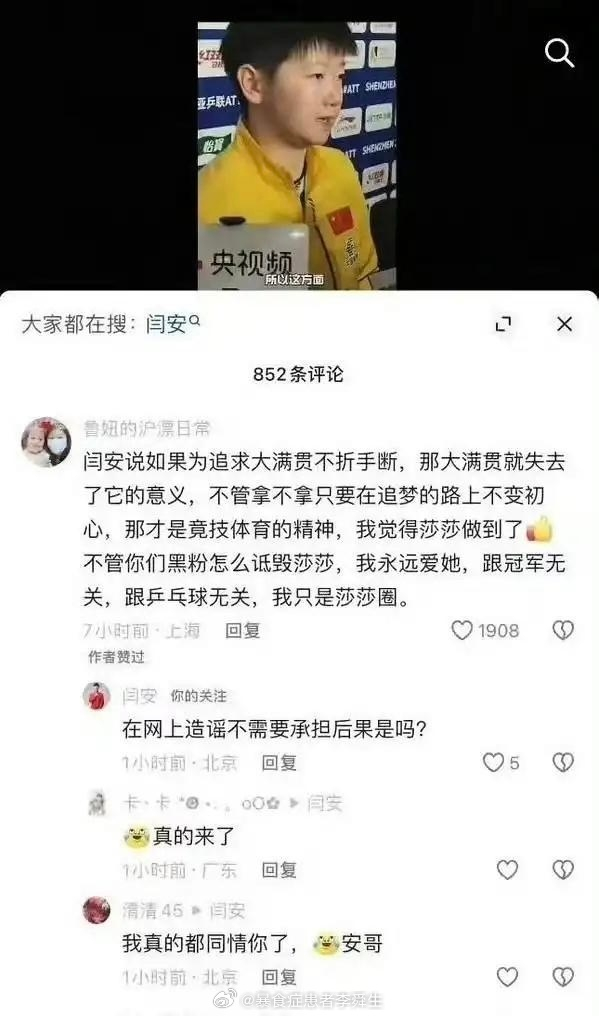 亚乒联ATT
SHENZHEN
怡翼
央视频
所以这方面
大家都在搜：闫安
852条评论
鲁妞的沪漂日常
闫安说如果为追求大满贯不折手断，那大满贯就失去
了它的意义，不管拿不拿只要在追梦的路上不变初
心，那才是竟技体育的精神，我觉得莎莎做到了👍
不管你们黑粉怎么诋毁莎莎，我永远爱她，跟冠军无
关，跟乒乓球无关，我只是莎莎圈。
7小时前·上海 回复 1908
作者赞过
闫安 你的关注
在网上造谣不需要承担后果是吗？
1小时前·北京 回复 5
闫安
真的来了
1小时前·广东 回复
清清45 ▶ 闫安
我真的都同情你了，安哥
1小时前·北京 回复
@暴食症患者李舜生